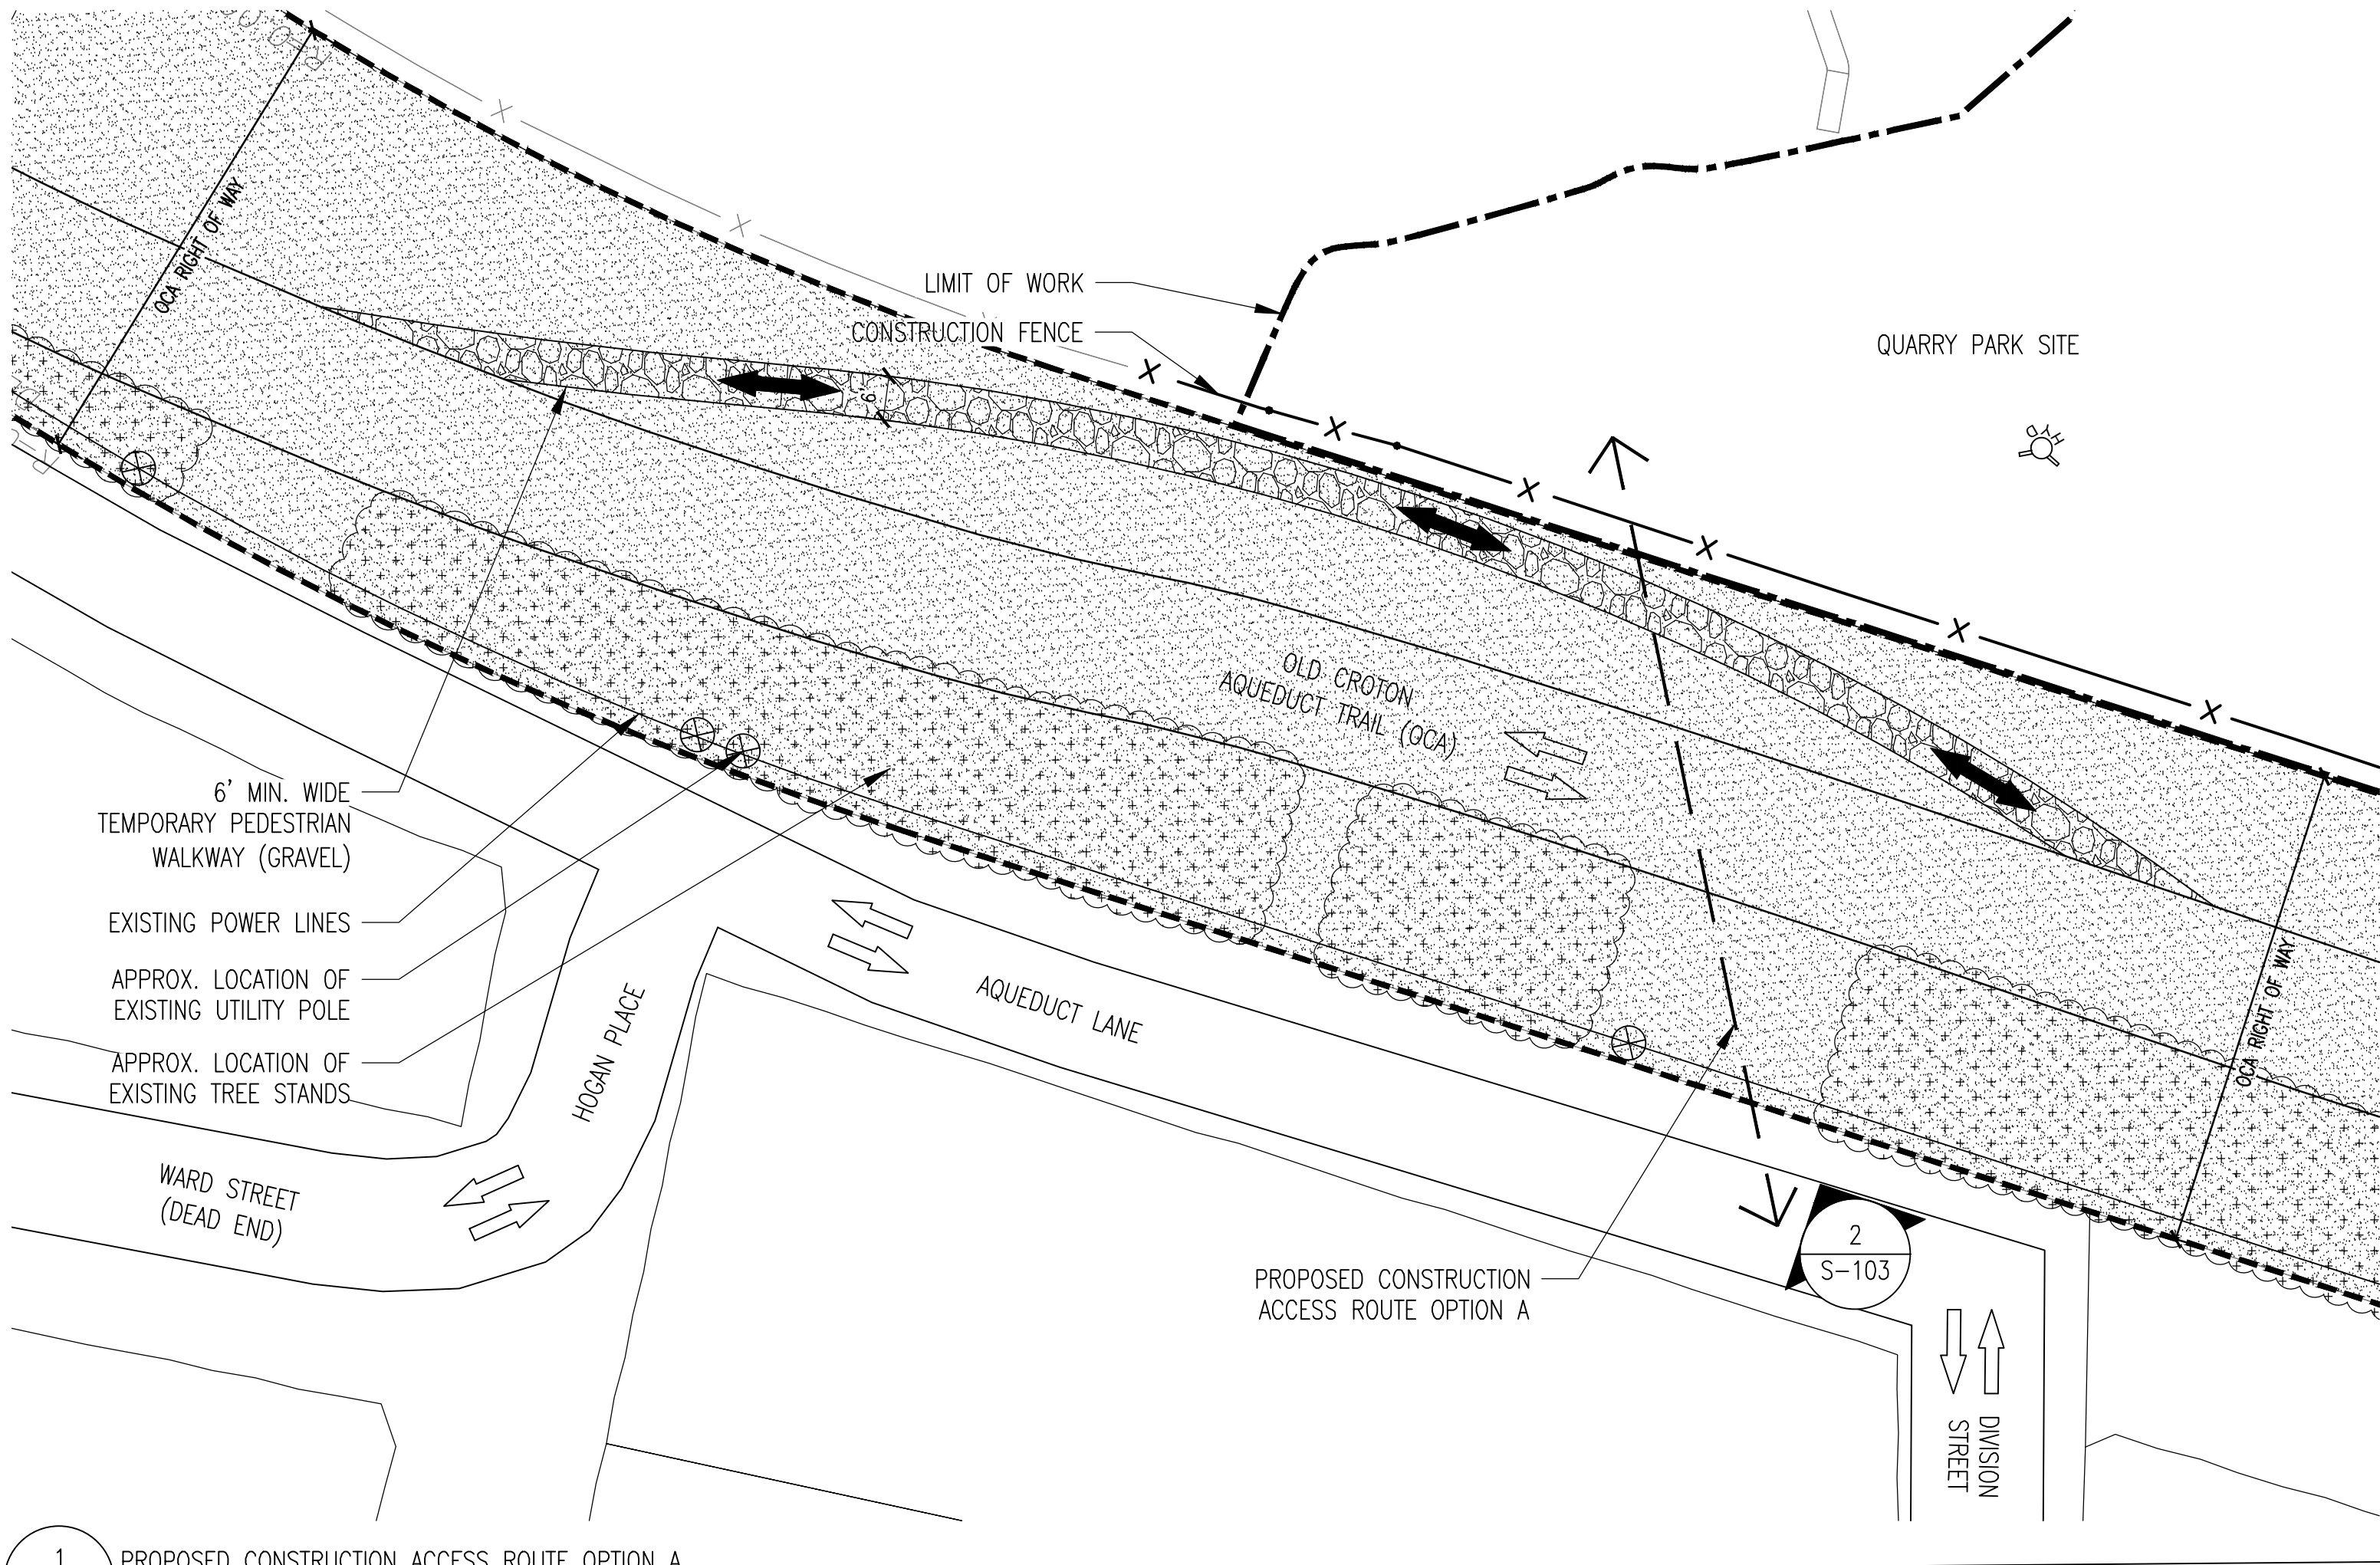 OCA RIGHT OF WAY
LIMIT OF WORK
CONSTRUCTION FENCE
QUARRY PARK SITE
HYD
6'
OLD CROTON
AQUEDUCT TRAIL (OCA)
6' MIN. WIDE
TEMPORARY PEDESTRIAN
WALKWAY (GRAVEL)
EXISTING POWER LINES
APPROX. LOCATION OF
EXISTING UTILITY POLE
APPROX. LOCATION OF
EXISTING TREE STANDS
HOGAN PLACE
AQUEDUCT LANE
OCA RIGHT OF WAY
WARD STREET
(DEAD END)
PROPOSED CONSTRUCTION
ACCESS ROUTE OPTION A
2
S-103
DIVISION
STREET
1
PROPOSED CONSTRUCTION ACCESS ROUTE OPTION A